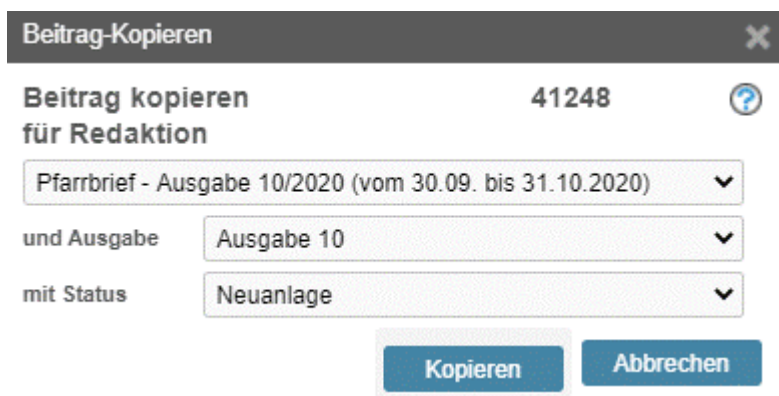 Beitrag-Kopieren
Beitrag kopieren 41248
für Redaktion
Pfarrbrief - Ausgabe 10/2020 (vom 30.09. bis 31.10.2020)
und Ausgabe Ausgabe 10
mit Status Neuanlage
Kopieren Abbrechen